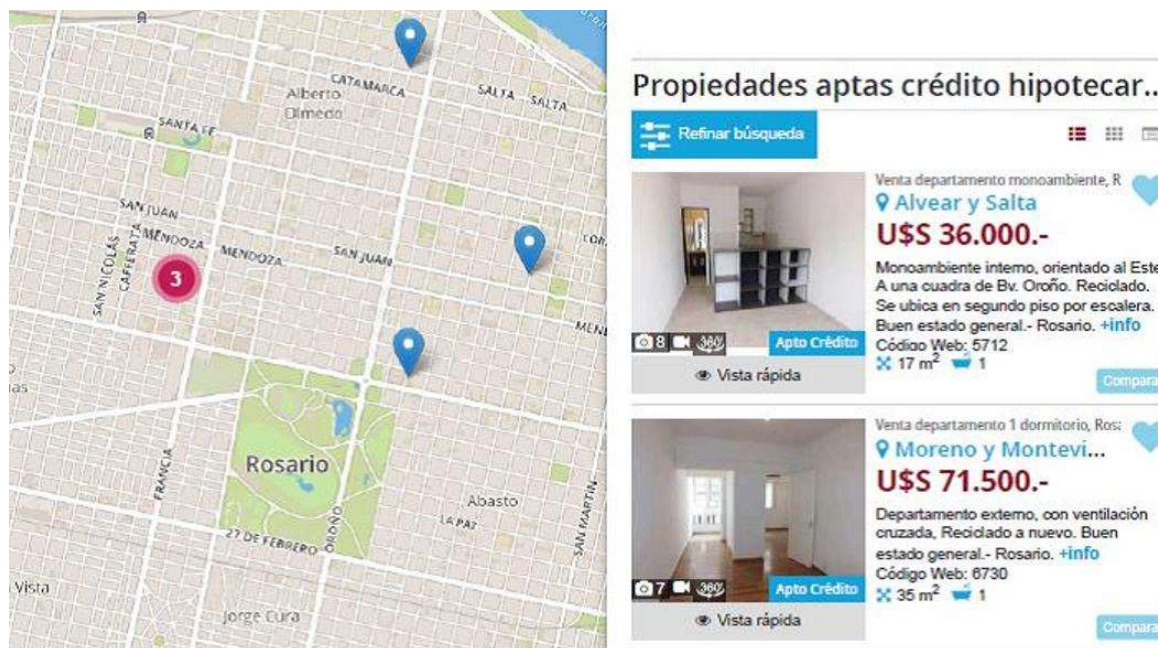 CATAMARCA
Alberto
Olmedo
SALTA
SALTA
SANTA FE
SAN JUAN
MENDOZA
MENDOZA
SAN JUAN
SAN NICOLAS
CAFFERATA
3
Rosario
FRANCIA
27 DE FEBRERO
OROÑO
Abasto
LA PAZ
SAN MARTIN
Vista
Jorge Cura
Propiedades aptas crédito hipotecar..
Refinar búsqueda
Venta departamento monoambiente, R
Alvear y Salta
U$S 36.000.-
Monoambiente interno, orientado al Este
A una cuadra de Bv. Oroño. Reciclado.
Se ubica en segundo piso por escalera.
Buen estado general.- Rosario. +info
Código Web: 5712
17 m² 1
8 360º Apto Crédito
Vista rápida
Compara
Venta departamento 1 dormitorio, Ros
Moreno y Montevi...
U$S 71.500.-
Departamento externo, con ventilación
cruzada, Reciclado a nuevo. Buen
estado general.- Rosario. +info
Código Web: 6730
35 m² 1
7 360º Apto Crédito
Vista rápida
Compara